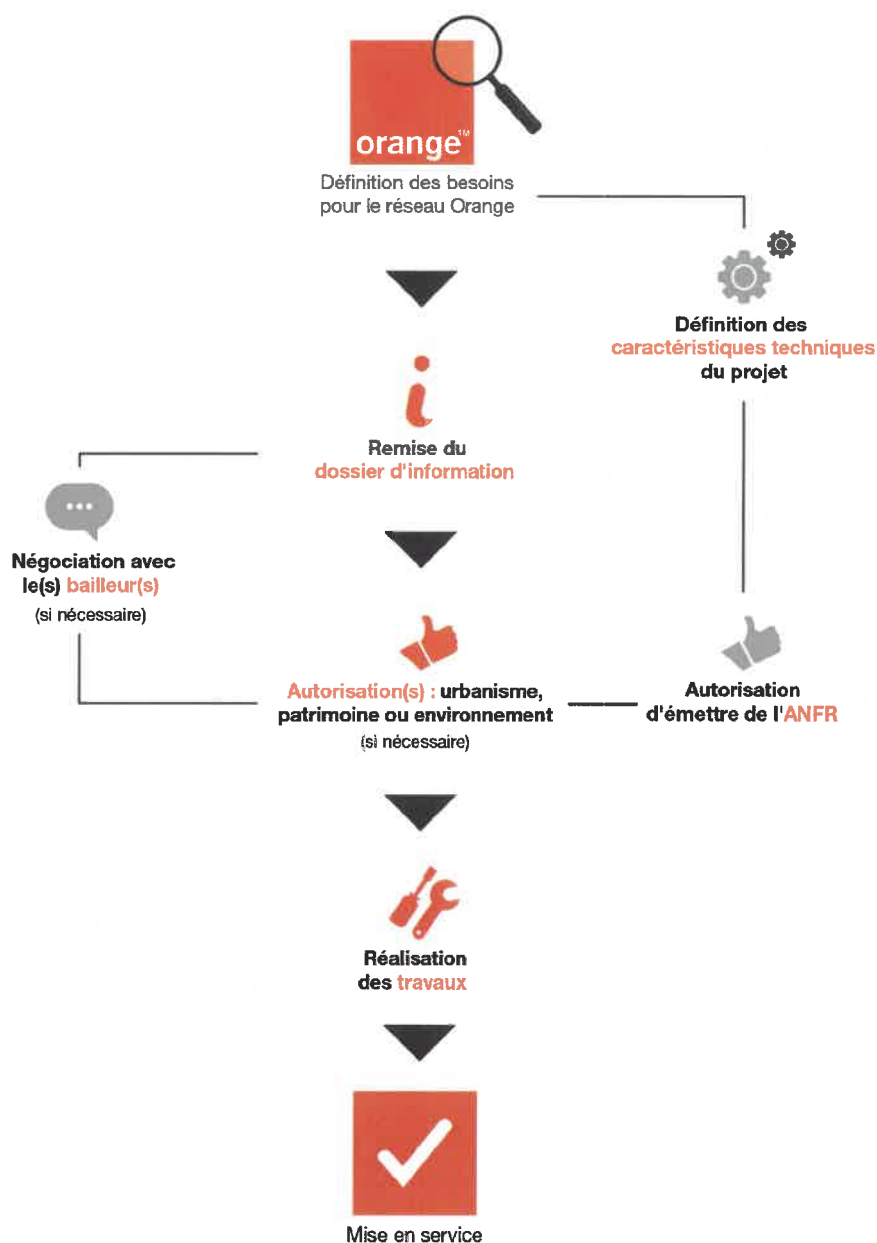 orange™
Définition des besoins
pour le réseau Orange
Définition des
caractéristiques techniques
du projet
Remise du
dossier d'information
Négociation avec
le(s) bailleur(s)
(si nécessaire)
Autorisation(s) : urbanisme,
patrimoine ou environnement
(si nécessaire)
Autorisation
d'émettre de l'ANFR
Réalisation
des travaux
Mise en service